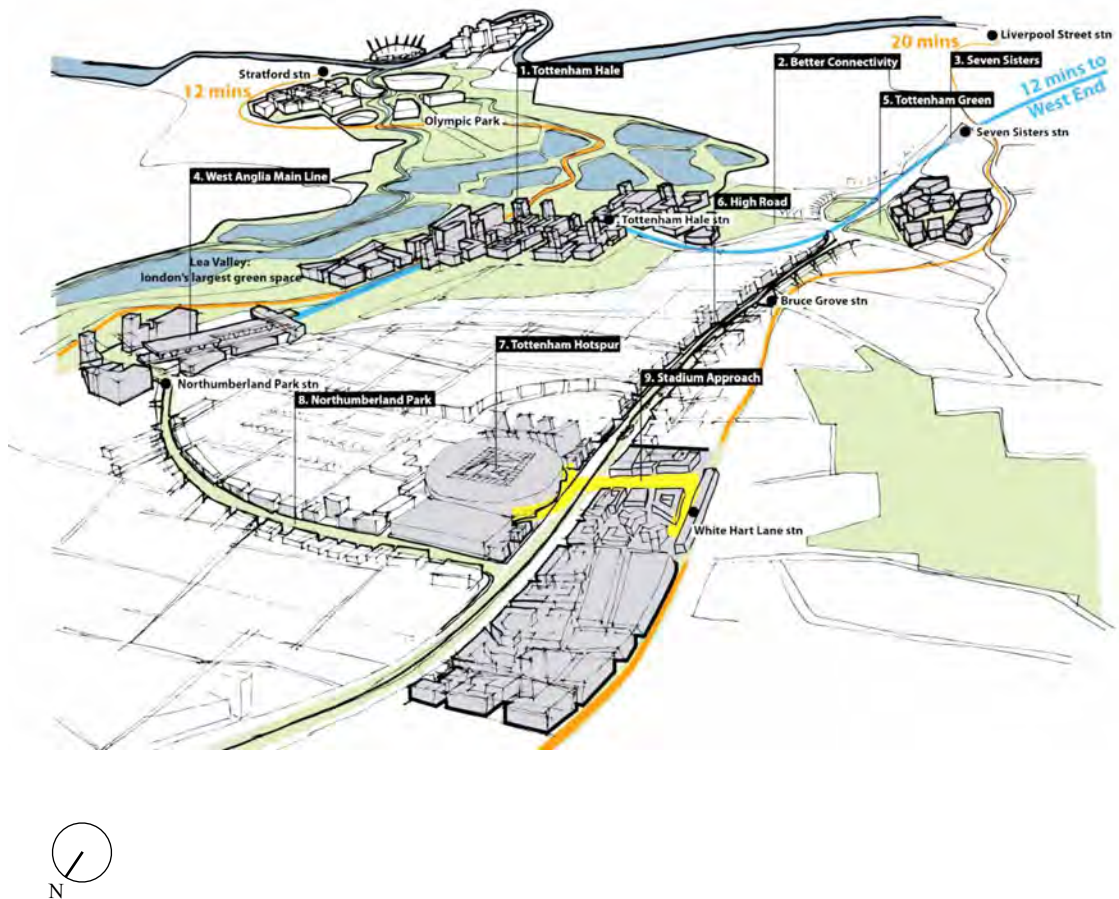 Liverpool Street stn
20 mins
1. Tottenham Hale
2. Better Connectivity
3. Seven Sisters
Stratford stn
12 mins
12 mins to
West End
5. Tottenham Green
Olympic Park
Seven Sisters stn
4. West Anglia Main Line
6. High Road
Tottenham Hale stn
Lea Valley:
london's largest green space
Bruce Grove stn
7. Tottenham Hotspur
9. Stadium Approach
Northumberland Park stn
8. Northumberland Park
White Hart Lane stn
N